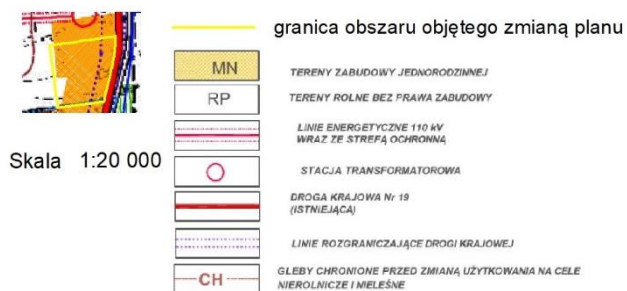 granica obszaru objętego zmianą planu
MN TERENY ZABUDOWY JEDNORODZINNEJ
RP TERENY ROLNE BEZ PRAWA ZABUDOWY
LINIE ENERGETYCZNE 110 kV
WRAZ ZE STREFĄ OCHRONNĄ
Skala 1:20 000
STACJA TRANSFORMATOROWA
DROGA KRAJOWA Nr 19
(ISTNIEJĄCA)
LINIE ROZGRANICZAJĄCE DROGI KRAJOWEJ
CH GLEBY CHRONIONE PRZED ZMIANĄ UŻYTKOWANIA NA CELE
NIEROLNICZE I NIELEŚNE